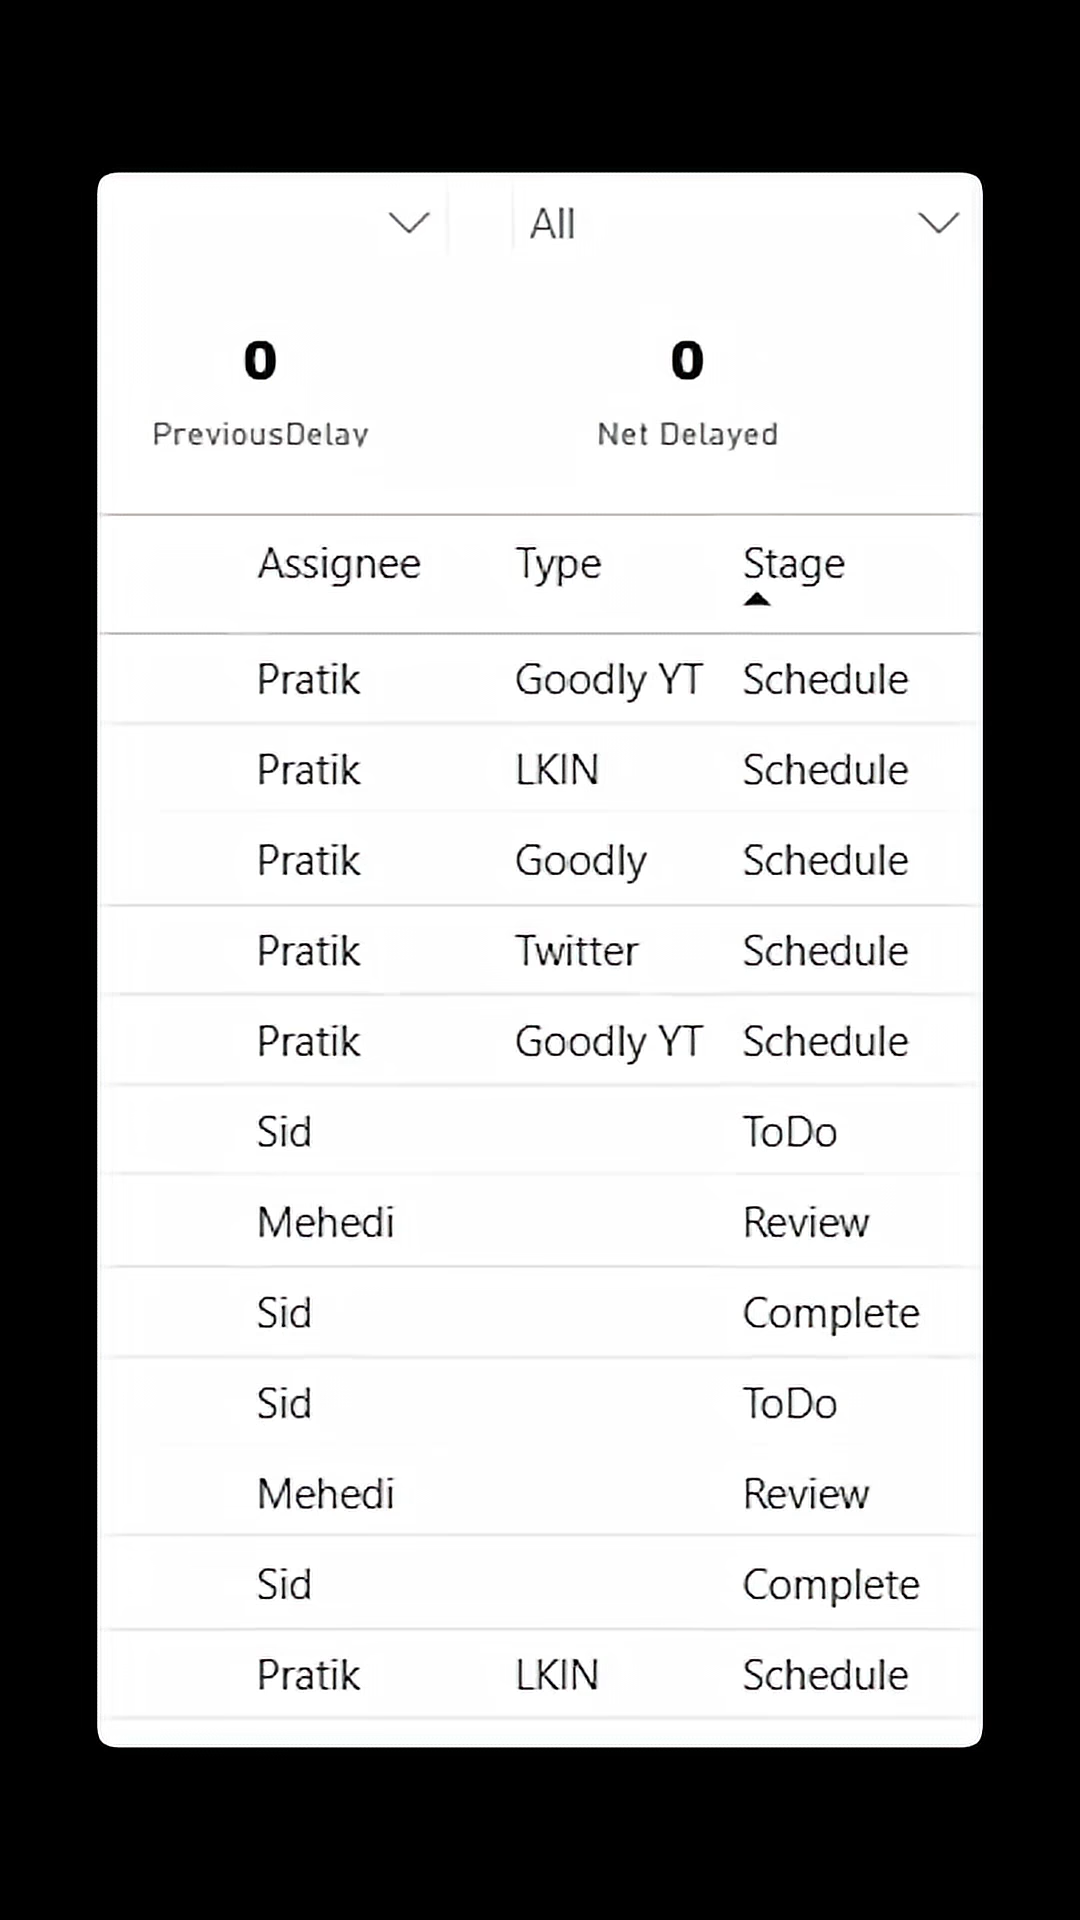 All
0 0
PreviousDelay Net Delayed
Assignee Type Stage
Pratik Goodly YT Schedule
Pratik LKIN Schedule
Pratik Goodly Schedule
Pratik Twitter Schedule
Pratik Goodly YT Schedule
Sid ToDo
Mehedi Review
Sid Complete
Sid ToDo
Mehedi Review
Sid Complete
Pratik LKIN Schedule